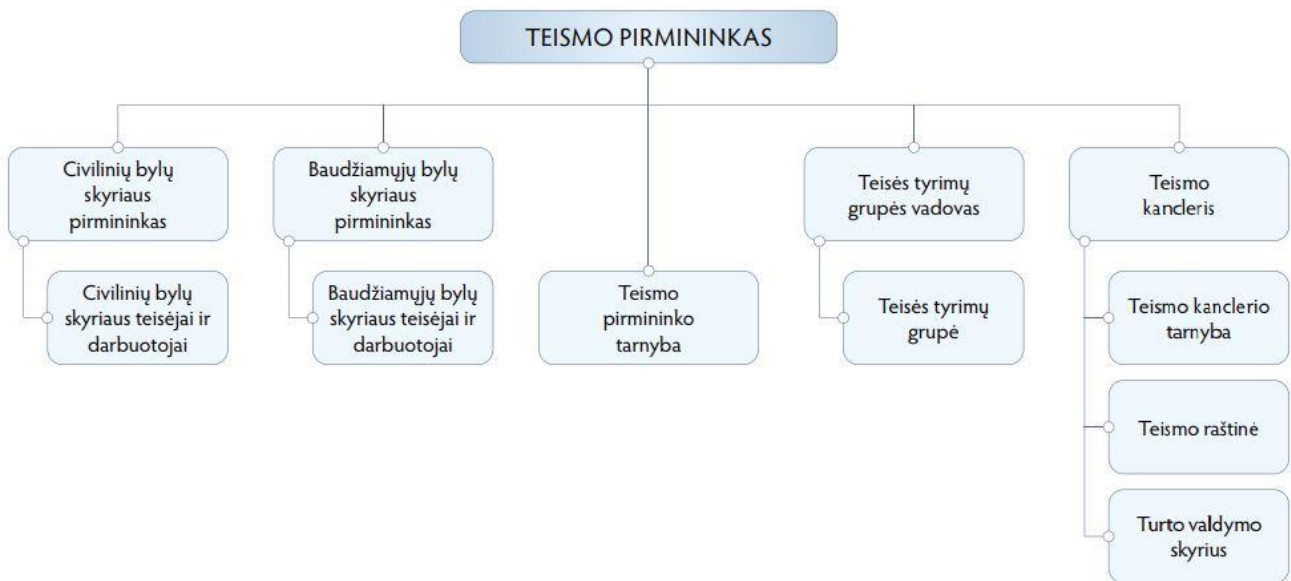 TEISMO PIRMININKAS
Civilinių bylų
skyriaus
pirmininkas
Baudžiamųjų bylų
skyriaus
pirmininkas
Teisės tyrimų
grupės vadovas
Teismo
kancleris
Civilinių bylų
skyriaus teisėjai ir
darbuotojai
Baudžiamųjų bylų
skyriaus teisėjai ir
darbuotojai
Teismo
pirmininko
tarnyba
Teisės tyrimų
grupė
Teismo kanclerio
tarnyba
Teismo raštinė
Turto valdymo
skyrius